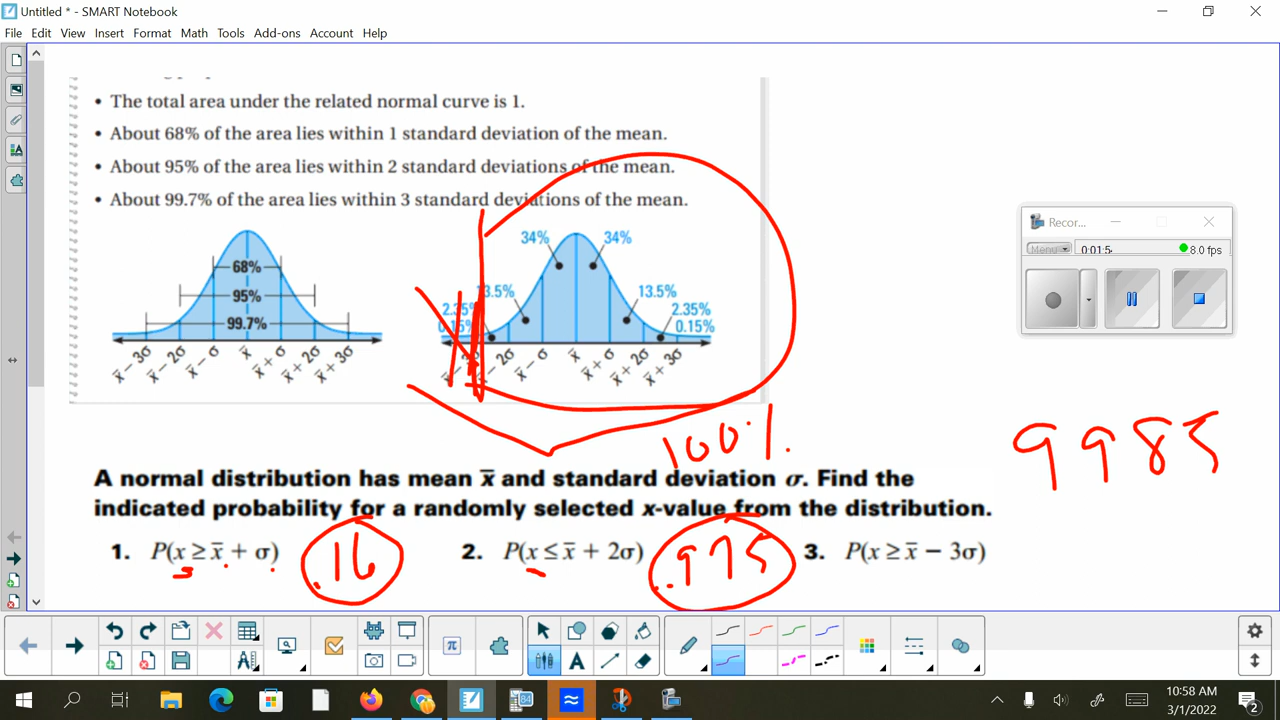 Untitled * - SMART Notebook
File Edit View Insert Format Math Tools Add-ons Account Help
• The total area under the related normal curve is 1.
• About 68% of the area lies within 1 standard deviation of the mean.
• About 95% of the area lies within 2 standard deviations of the mean.
• About 99.7% of the area lies within 3 standard deviations of the mean.
68%
95%
99.7%
x̄ − 3σ x̄ − 2σ x̄ − σ x̄ x̄ + σ x̄ + 2σ x̄ + 3σ
34% 34%
13.5% 13.5%
2.35% 2.35%
0.15% 0.15%
x̄ − 3σ x̄ − 2σ x̄ − σ x̄ x̄ + σ x̄ + 2σ x̄ + 3σ
100%
9985
A normal distribution has mean x̄ and standard deviation σ. Find the
indicated probability for a randomly selected x-value from the distribution.
1. P(x ≥ x̄ + σ) .16 2. P(x ≤ x̄ + 2σ) .975 3. P(x ≥ x̄ − 3σ)
Recor...
Menu 0:01:5 8.0 fps
10:58 AM
3/1/2022
2